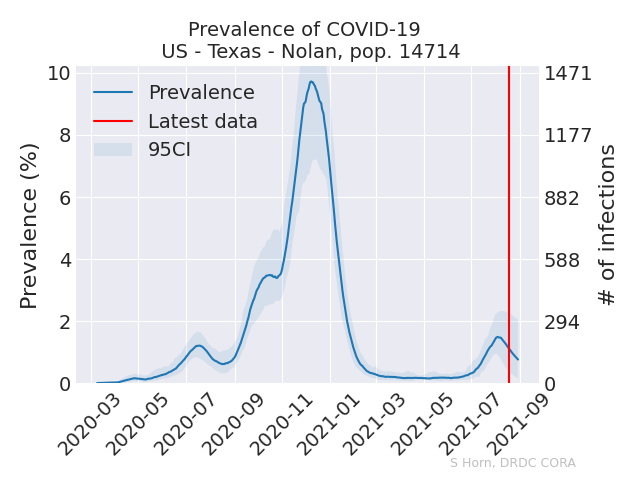 Prevalence of COVID-19
US - Texas - Nolan, pop. 14714
Prevalence
Latest data
95CI
Prevalence (%)
10
8
6
4
2
0
1471
1177
882
588
294
0
# of infections
2020-03
2020-05
2020-07
2020-09
2020-11
2021-01
2021-03
2021-05
2021-07
2021-09
S Horn, DRDC CORA